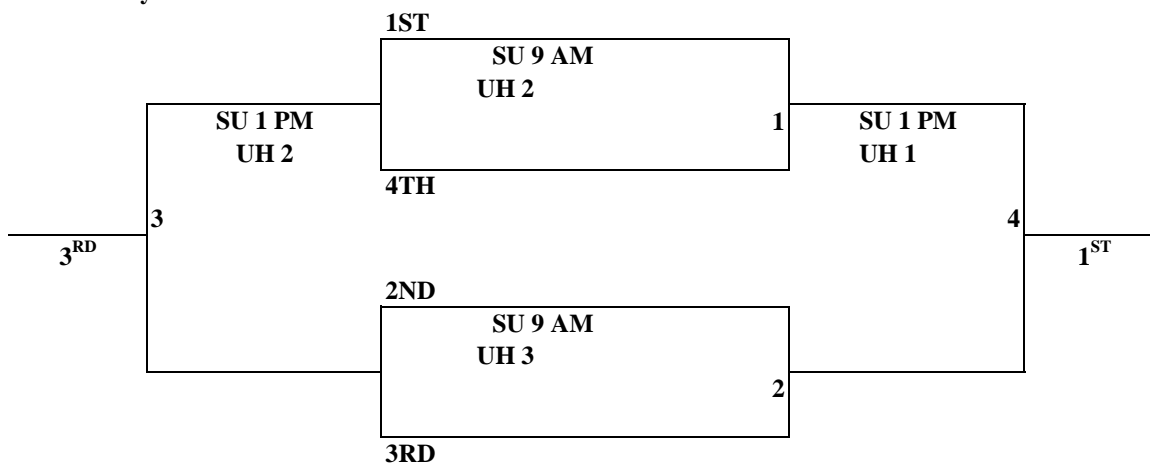 1ST
SU 9 AM
UH 2
SU 1 PM
UH 2
1
SU 1 PM
UH 1
4TH
3
4
3RD
1ST
2ND
SU 9 AM
UH 3
2
3RD